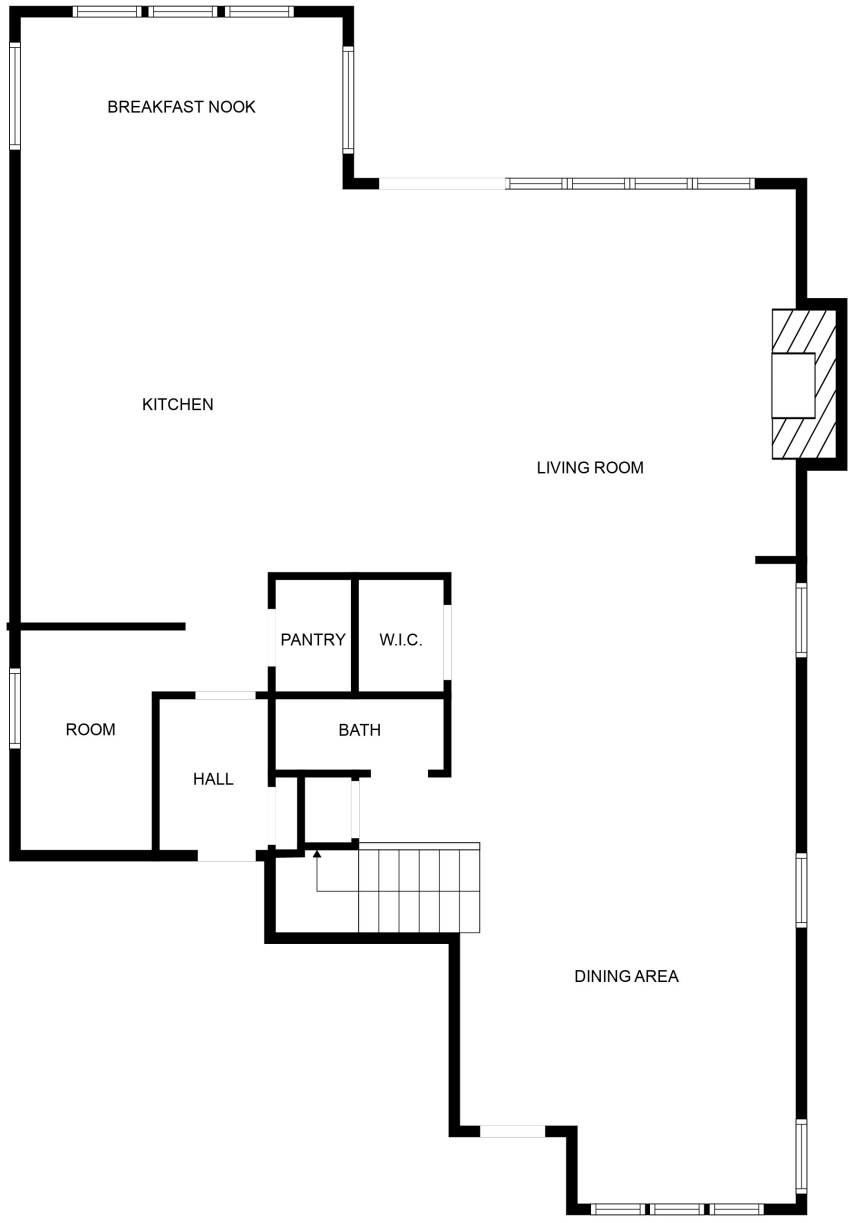 BREAKFAST NOOK
KITCHEN
LIVING ROOM
PANTRY
W.I.C.
ROOM
BATH
HALL
DINING AREA